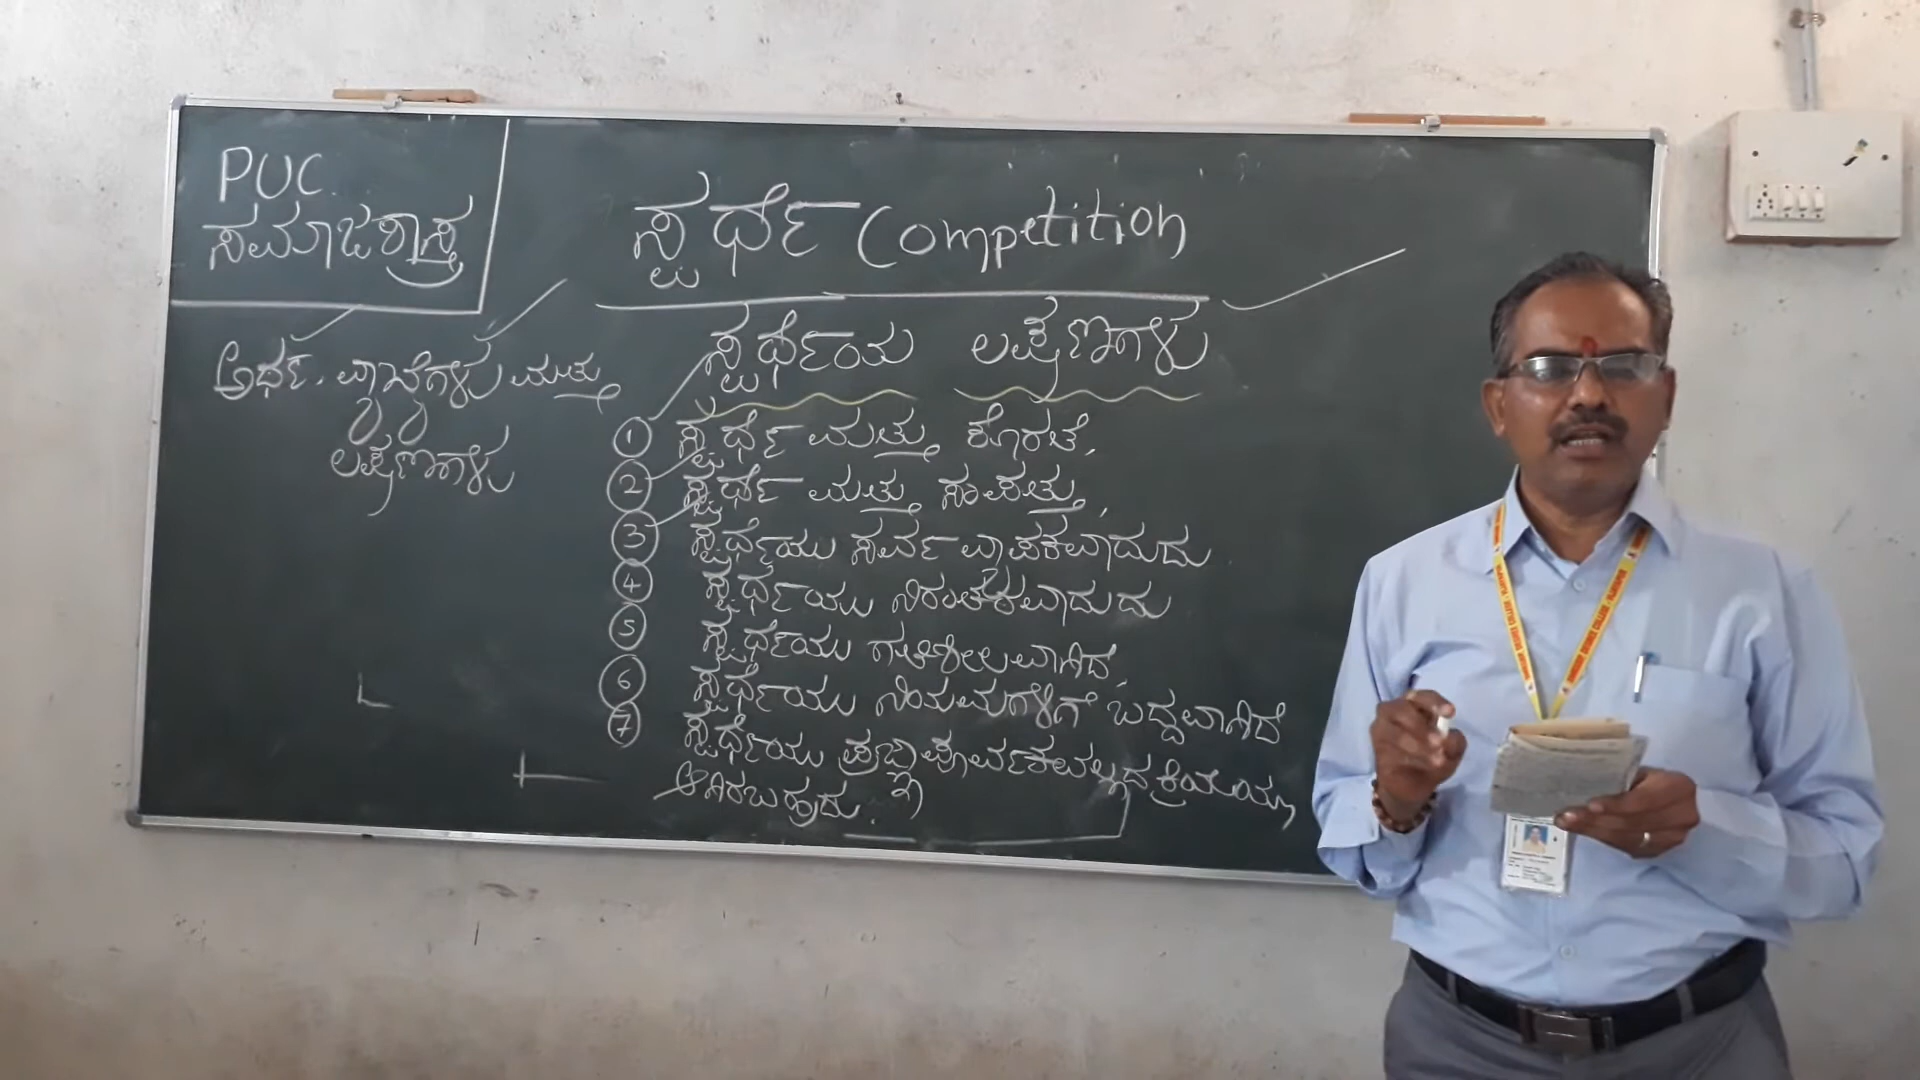 PUC
ಸಮಾಜಶಾಸ್ತ್ರ
ಸ್ಪರ್ಧೆ Competition
ಅರ್ಥ. ವ್ಯಾಖ್ಯೆಗಳು ಮತ್ತು
ಲಕ್ಷಣಗಳು
ಸ್ಪರ್ಧೆಯ ಲಕ್ಷಣಗಳು
1 ಸ್ಪರ್ಧೆ ಮತ್ತು ಕೊರತೆ.
2 ಸ್ಪರ್ಧೆ ಮತ್ತು ಸಂಪತ್ತು.
3 ಸ್ಪರ್ಧೆಯು ಸರ್ವವ್ಯಾಪಕವಾದುದು
4 ಸ್ಪರ್ಧೆಯು ನಿರಂತರವಾದುದು
5 ಸ್ಪರ್ಧೆಯು ಗತಿಶೀಲವಾಗಿದೆ.
6 ಸ್ಪರ್ಧೆಯು ನಿಯಮಗಳಿಗೆ ಬದ್ಧವಾಗಿದೆ
7 ಸ್ಪರ್ಧೆಯು ಪ್ರಜ್ಞಾಪೂರ್ವಕವಲ್ಲದ ಕ್ರಿಯೆಯೂ
ಆಗಿರಬಹುದು.